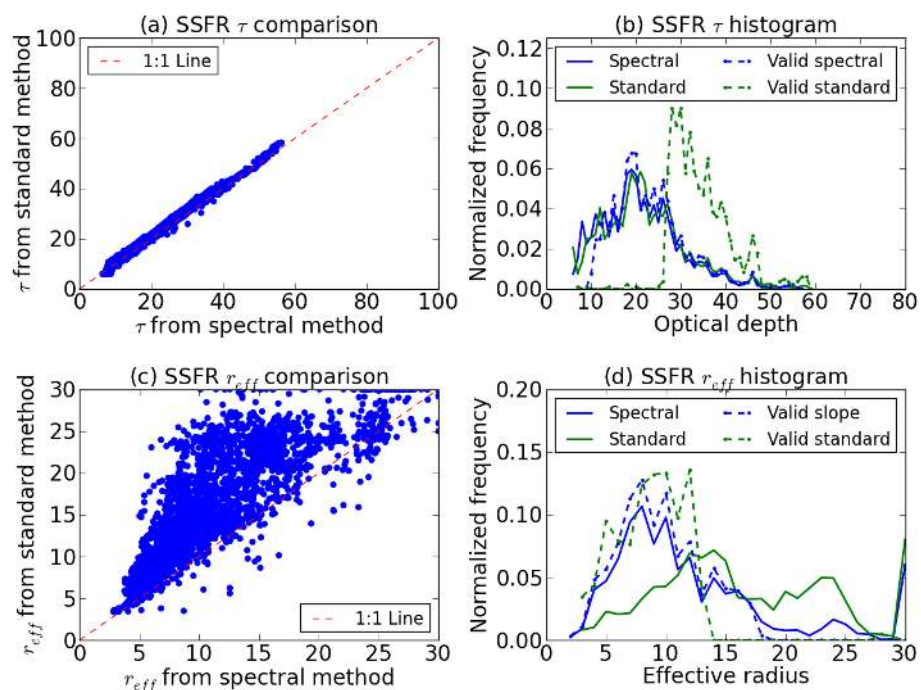 (a) SSFR τ comparison
100
80
60
40
20
0
0 20 40 60 80 100
1:1 Line
τ from standard method
τ from spectral method
(b) SSFR τ histogram
0.12
0.10
0.08
0.06
0.04
0.02
0.00
0 10 20 30 40 50 60 70 80
Spectral
Standard
Valid spectral
Valid standard
Normalized frequency
Optical depth
(c) SSFR r_eff comparison
30
25
20
15
10
5
0
0 5 10 15 20 25 30
1:1 Line
r_eff from standard method
r_eff from spectral method
(d) SSFR r_eff histogram
0.20
0.15
0.10
0.05
0.00
0 5 10 15 20 25 30
Spectral
Standard
Valid slope
Valid standard
Normalized frequency
Effective radius